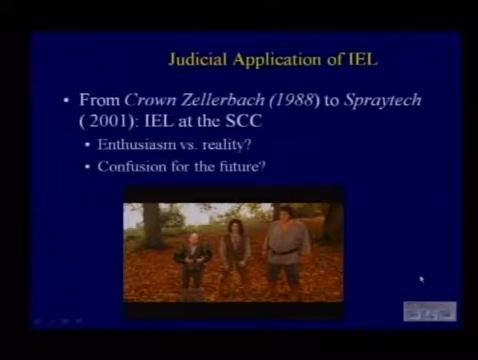 Judicial Application of IEL
• From Crown Zellerbach (1988) to Spraytech
( 2001): IEL at the SCC
• Enthusiasm vs. reality?
• Confusion for the future?